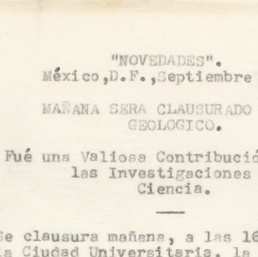 "NOVEDADES".
México,D.F.,Septiembre
MAÑANA SERA CLAUSURADO
GEOLOGICO.
Fué una Valiosa Contribució
las Investigaciones
Ciencia.
Se clausura mañana, a las 16
la Ciudad Universitaria, la